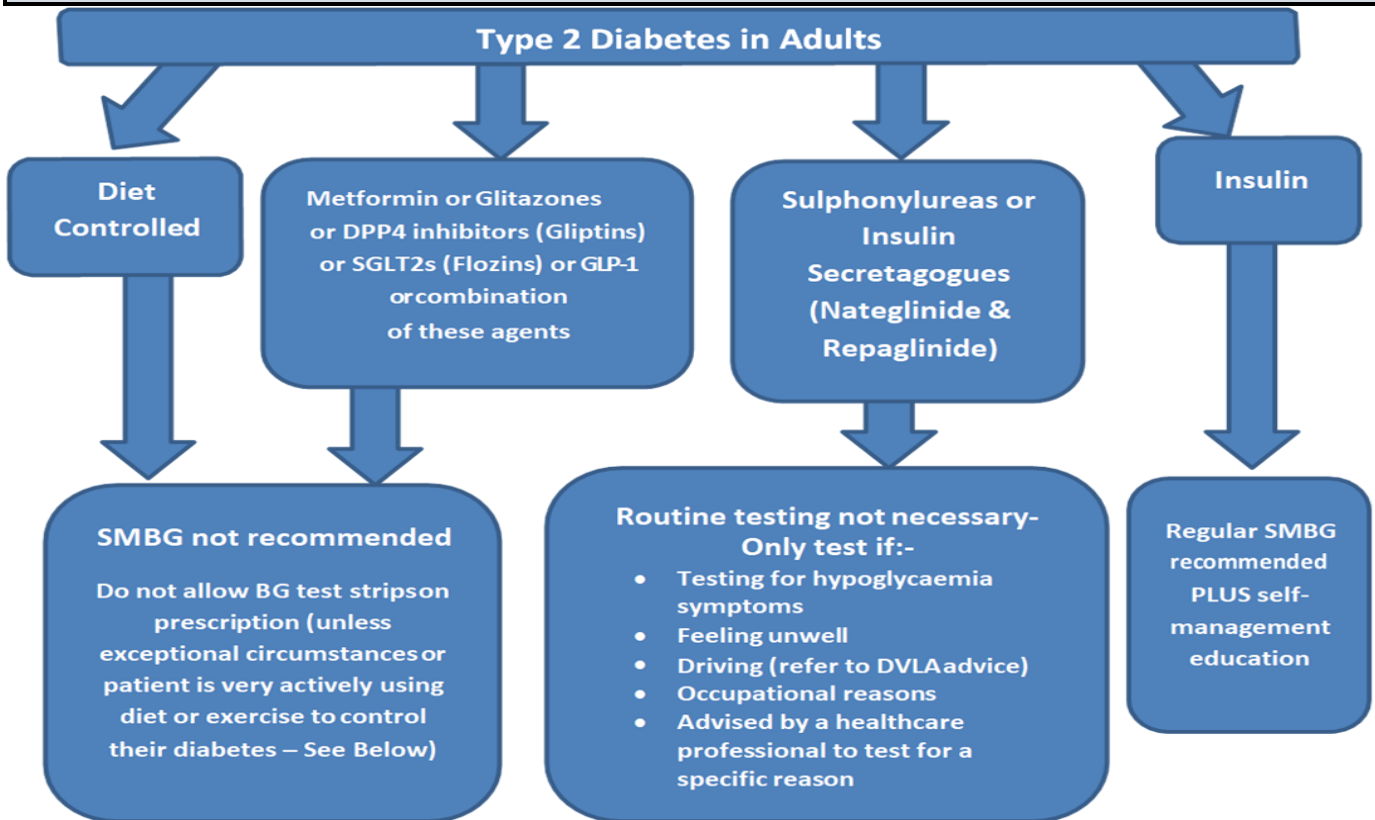 Type 2 Diabetes in Adults
Diet
Controlled
Metformin or Glitazones
or DPP4 inhibitors (Gliptins)
or SGLT2s (Flozins) or GLP-1
orcombination
of these agents
Sulphonylureas or
Insulin
Secretagogues
(Nateglinide &
Repaglinide)
Insulin
SMBG not recommended
Do not allow BG test stripson
prescription (unless
exceptional circumstancesor
patient is very actively using
diet or exercise to control
their diabetes – See Below)
Routine testing not necessary-
Only test if:-
• Testing for hypoglycaemia
symptoms
• Feeling unwell
• Driving (refer to DVLAadvice)
• Occupational reasons
• Advised by a healthcare
professional to test for a
specific reason
Regular SMBG
recommended
PLUS self-
management
education